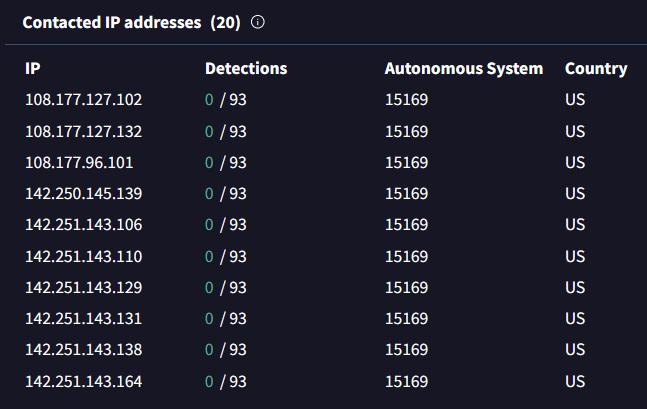 Contacted IP addresses (20)
IP Detections Autonomous System Country
108.177.127.102 0 / 93 15169 US
108.177.127.132 0 / 93 15169 US
108.177.96.101 0 / 93 15169 US
142.250.145.139 0 / 93 15169 US
142.251.143.106 0 / 93 15169 US
142.251.143.110 0 / 93 15169 US
142.251.143.129 0 / 93 15169 US
142.251.143.131 0 / 93 15169 US
142.251.143.138 0 / 93 15169 US
142.251.143.164 0 / 93 15169 US